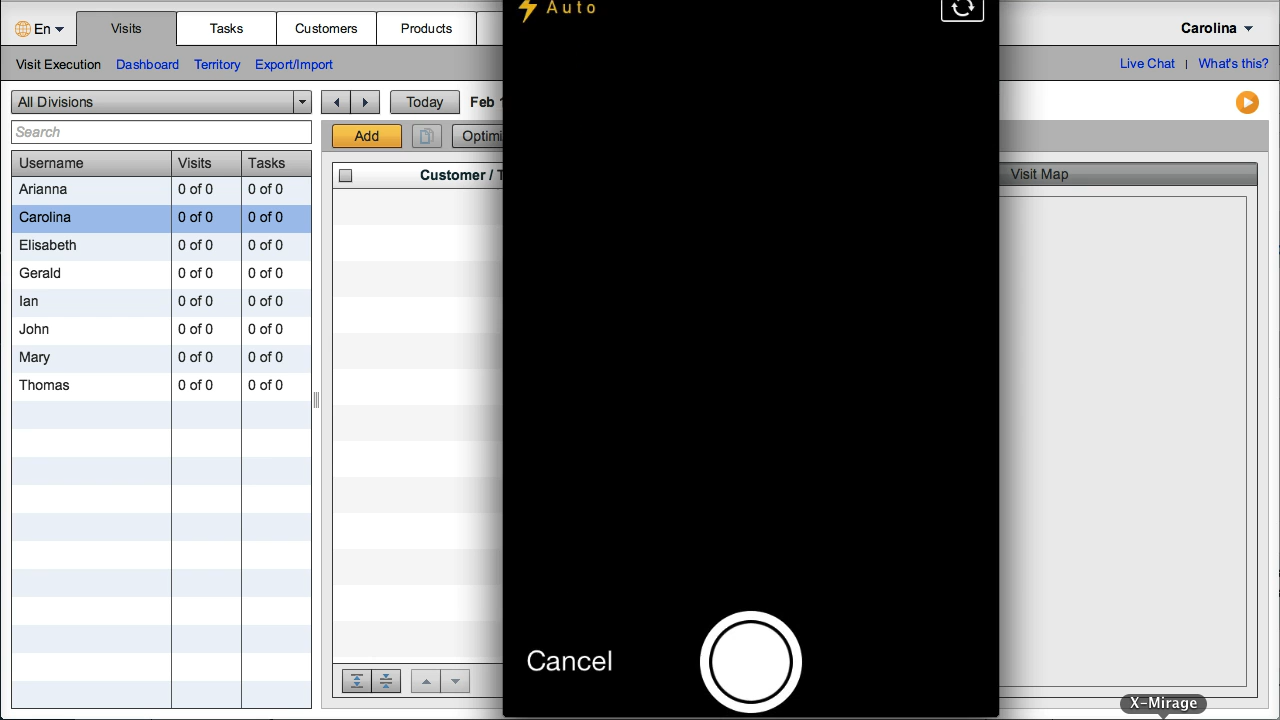 En
Visits
Tasks
Customers
Products
Carolina
Visit Execution
Dashboard
Territory
Export/Import
Live Chat
|
What's this?
All Divisions
Today
Feb
Search
Add
Optimi
Username
Visits
Tasks
Arianna
0 of 0
0 of 0
Carolina
0 of 0
0 of 0
Elisabeth
0 of 0
0 of 0
Gerald
0 of 0
0 of 0
Ian
0 of 0
0 of 0
John
0 of 0
0 of 0
Mary
0 of 0
0 of 0
Thomas
0 of 0
0 of 0
Customer / T
Visit Map
Auto
Cancel
X-Mirage